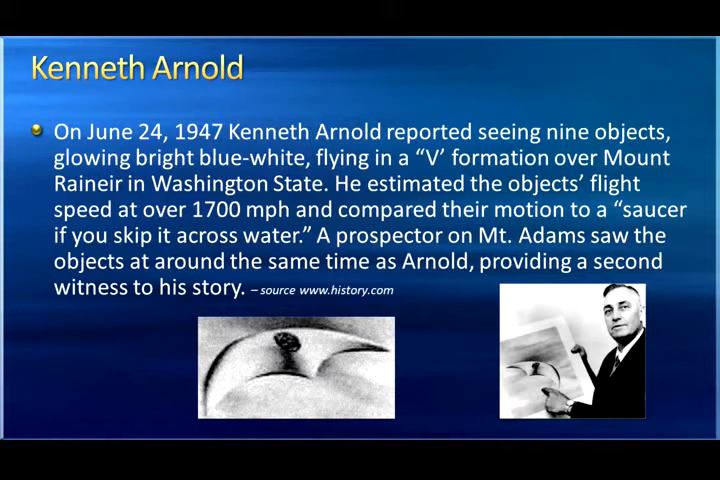 Kenneth Arnold
On June 24, 1947 Kenneth Arnold reported seeing nine objects,
glowing bright blue-white, flying in a “V’ formation over Mount
Raineir in Washington State. He estimated the objects’ flight
speed at over 1700 mph and compared their motion to a “saucer
if you skip it across water.” A prospector on Mt. Adams saw the
objects at around the same time as Arnold, providing a second
witness to his story. – source www.history.com